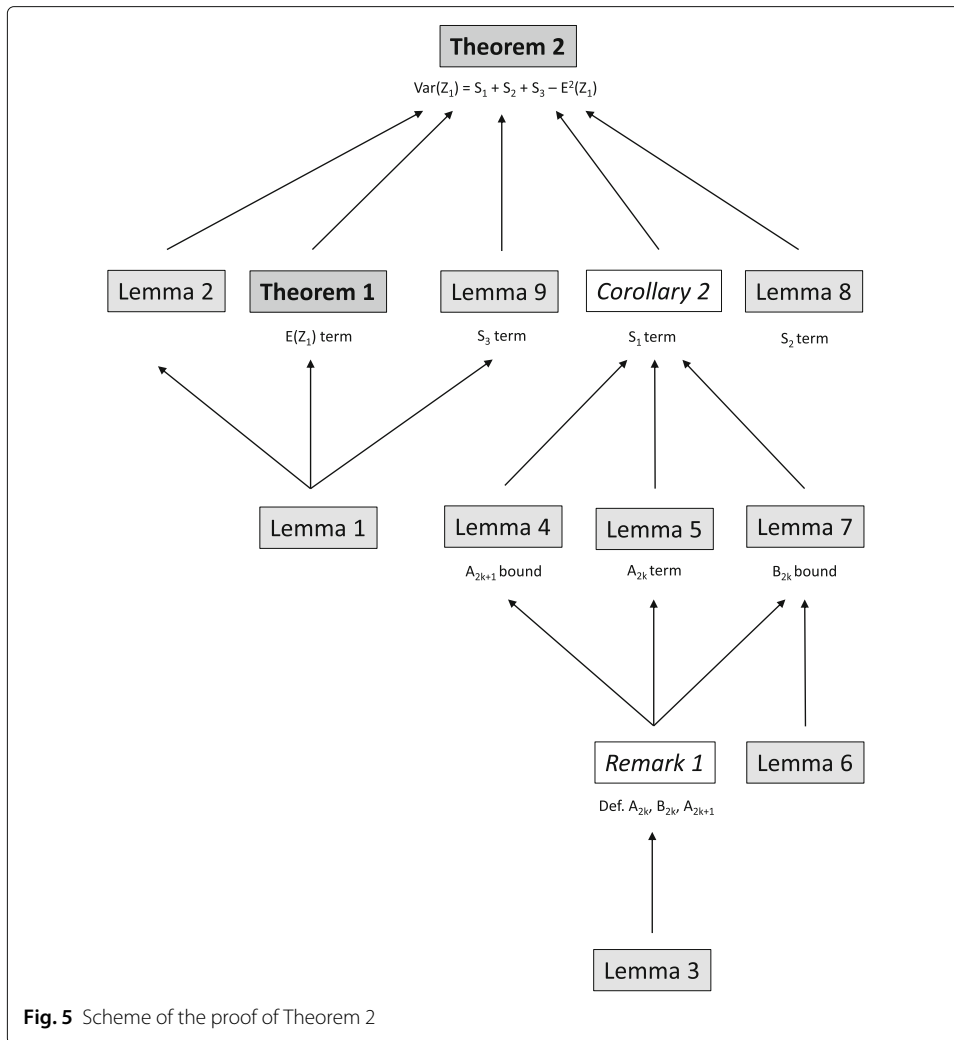 Theorem 2
Var(Z₁) = S₁ + S₂ + S₃ – E²(Z₁)
Lemma 2
Theorem 1
Lemma 9
Corollary 2
Lemma 8
E(Z₁) term
S₃ term
S₁ term
S₂ term
Lemma 1
Lemma 4
Lemma 5
Lemma 7
A₂ₖ₊₁ bound
A₂ₖ term
B₂ₖ bound
Remark 1
Lemma 6
Def. A₂ₖ, B₂ₖ, A₂ₖ₊₁
Lemma 3
Fig. 5 Scheme of the proof of Theorem 2